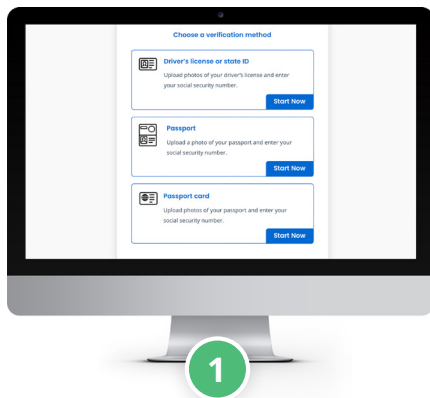 Choose a verification method
Driver's license or state ID
Upload photos of your driver's license and enter
your social security number.
Start Now
Passport
Upload a photo of your passport and enter your
social security number.
Start Now
Passport card
Upload photos of your passport and enter your
social security number.
Start Now
1